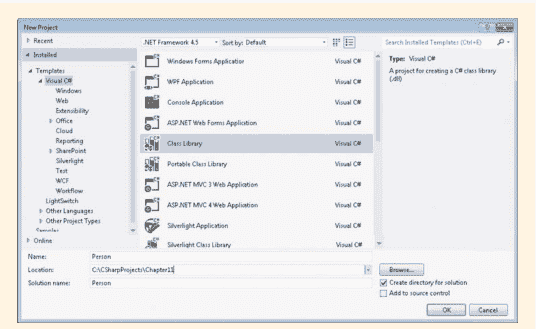 New Project
Recent
.NET Framework 4.5
Sort by: Default
Search Installed Templates (Ctrl+E)
Installed
Templates
Visual C#
Windows
Web
Extensibility
Office
Cloud
Reporting
SharePoint
Silverlight
Test
WCF
Workflow
LightSwitch
Other Languages
Other Project Types
Samples
Online
Windows Forms Application Visual C#
WPF Application Visual C#
Console Application Visual C#
ASP.NET Web Forms Application Visual C#
Class Library Visual C#
Portable Class Library Visual C#
ASP.NET MVC 3 Web Application Visual C#
ASP.NET MVC 4 Web Application Visual C#
Silverlight Application Visual C#
Silverlight Class Library Visual C#
Type: Visual C#
A project for creating a C# class library
(.dll)
Name: Person
Location: C:\CSharpProjects\Chapter11
Browse...
Solution name: Person
Create directory for solution
Add to source control
OK Cancel